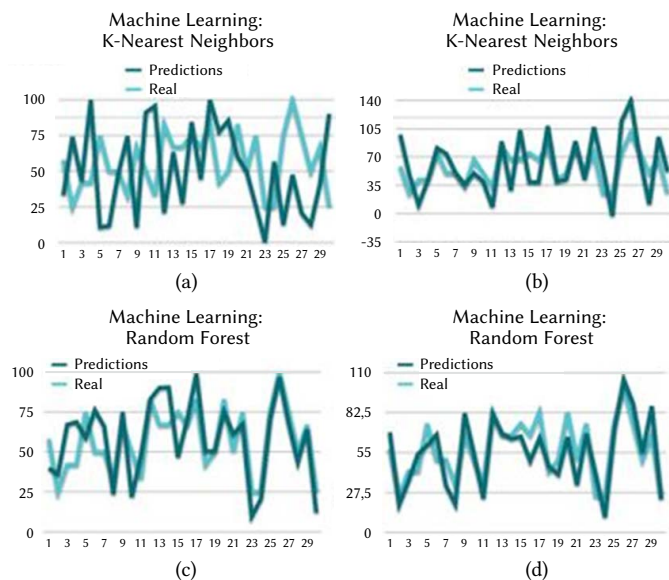 Machine Learning:
K-Nearest Neighbors
Predictions
Real
100
75
50
25
0
1 3 5 7 9 11 13 15 17 19 21 23 25 27 29
(a)
Machine Learning:
K-Nearest Neighbors
Predictions
Real
140
105
70
35
0
-35
1 3 5 7 9 11 13 15 17 19 21 23 25 27 29
(b)
Machine Learning:
Random Forest
Predictions
Real
100
75
50
25
0
1 3 5 7 9 11 13 15 17 19 21 23 25 27 29
(c)
Machine Learning:
Random Forest
Predictions
Real
110
82,5
55
27,5
0
1 3 5 7 9 11 13 15 17 19 21 23 25 27 29
(d)